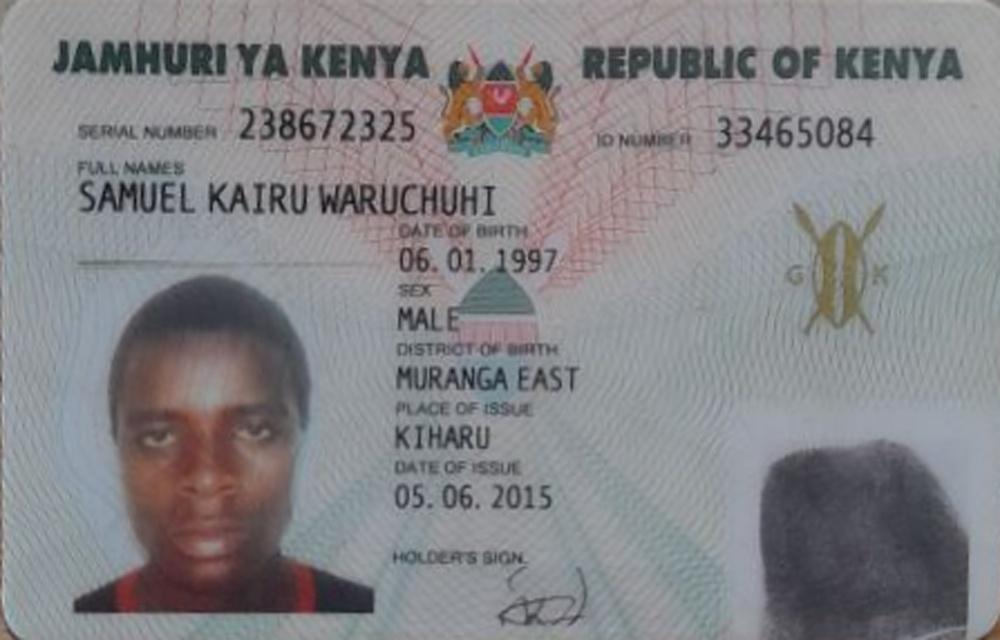 JAMHURI YA KENYA REPUBLIC OF KENYA
SERIAL NUMBER 238672325 ID NUMBER 33465084
FULL NAMES
SAMUEL KAIRU WARUCHUHI
DATE OF BIRTH
06. 01. 1997
SEX
MALE
G K
DISTRICT OF BIRTH
MURANGA EAST
PLACE OF ISSUE
KIHARU
DATE OF ISSUE
05. 06. 2015
HOLDER'S SIGN.